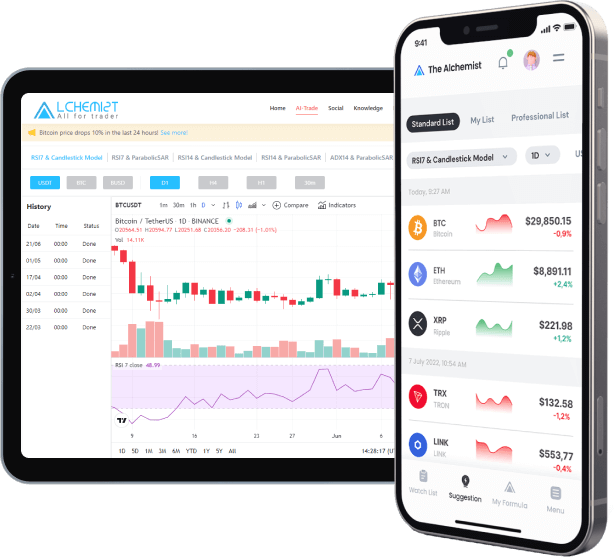 ALCHEMIST
All for trader
Home
AI-Trade
Social
Knowledge
Bitcoin price drops 10% in the last 24 hours! See more!
RSI7 & Candlestick Model | RSI7 & ParabolicSAR | RSI14 & Candlestick Model | RSI14 & ParabolicSAR | ADX14 & ParabolicSAR
USDT
BTC
BUSD
D1
H4
H1
30m
History
Date Time Status
21/06 00:00 Done
01/05 00:00 Done
17/04 00:00 Done
02/04 00:00 Done
30/03 00:00 Done
22/03 00:00 Done
BTCUSDT 1m 30m 1h D Compare Indicators
Bitcoin / TetherUS · 1D · BINANCE
O20564.51 H20594.77 L20251.68 C20356.20 -208.31 (-1.01%)
Vol 14.118
RSI 7 close 48.99
9 16 23 27 Jun 6
1D 5D 1M 3M 6M YTD 1Y 5Y All
14:28:17 (U
9:41
The Alchemist
Standard List
My List
Professional List
RSI7 & Candlestick Model
1D
US
Today, 9:27 AM
BTC
Bitcoin
$29,850.15
-0,9%
ETH
Ethereum
$8,891.11
+2,4%
XRP
Ripple
$221.98
+1,2%
7 July 2022, 10:54 AM
TRX
TRON
$132.58
-1,2%
LINK
LINK
$553,77
-0,4%
Watch List
Suggestion
My Formula
Menu